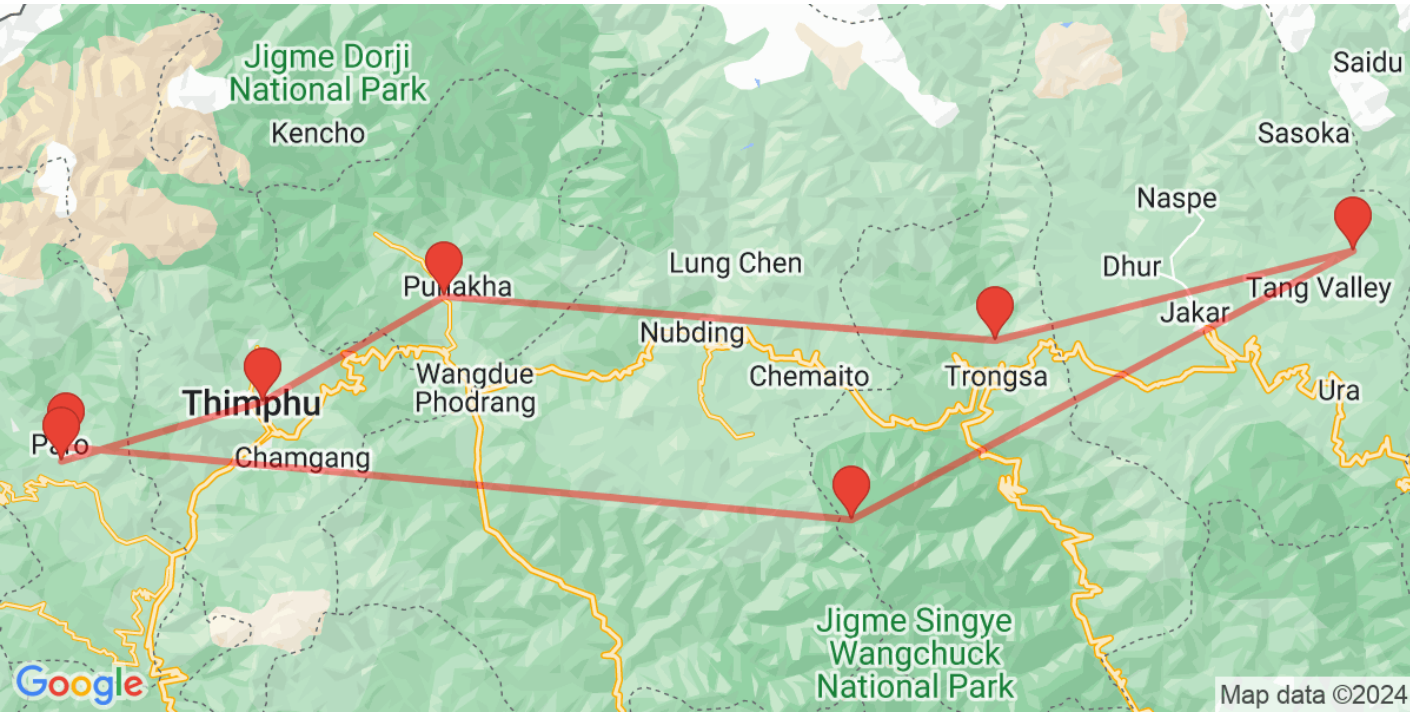 Jigme Dorji
National Park
Kencho
Saidu
Sasoka
Naspe
Lung Chen
Dhur
Punakha
Tang Valley
Jakar
Nubding
Wangdue
Phodrang
Chemaito
Trongsa
Ura
Thimphu
Paro
Chamgang
Jigme Singye
Wangchuck
National Park
Google
Map data ©2024